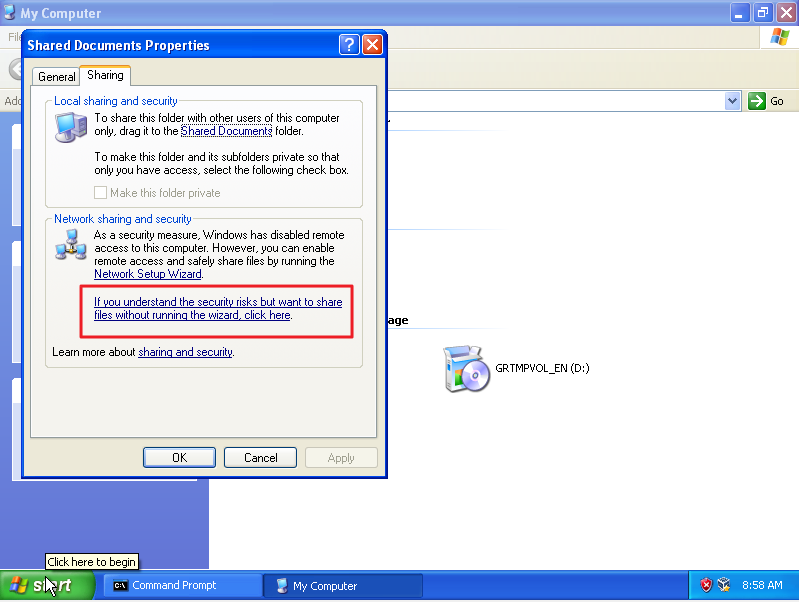 My Computer
Shared Documents Properties
General
Sharing
Local sharing and security
To share this folder with other users of this computer
only, drag it to the Shared Documents folder.
To make this folder and its subfolders private so that
only you have access, select the following check box.
Make this folder private
Network sharing and security
As a security measure, Windows has disabled remote
access to this computer. However, you can enable
remote access and safely share files by running the
Network Setup Wizard.
If you understand the security risks but want to share
files without running the wizard, click here.
Learn more about sharing and security.
OK
Cancel
Apply
Go
GRTMPVOL_EN (D:)
Click here to begin
start
Command Prompt
My Computer
8:58 AM